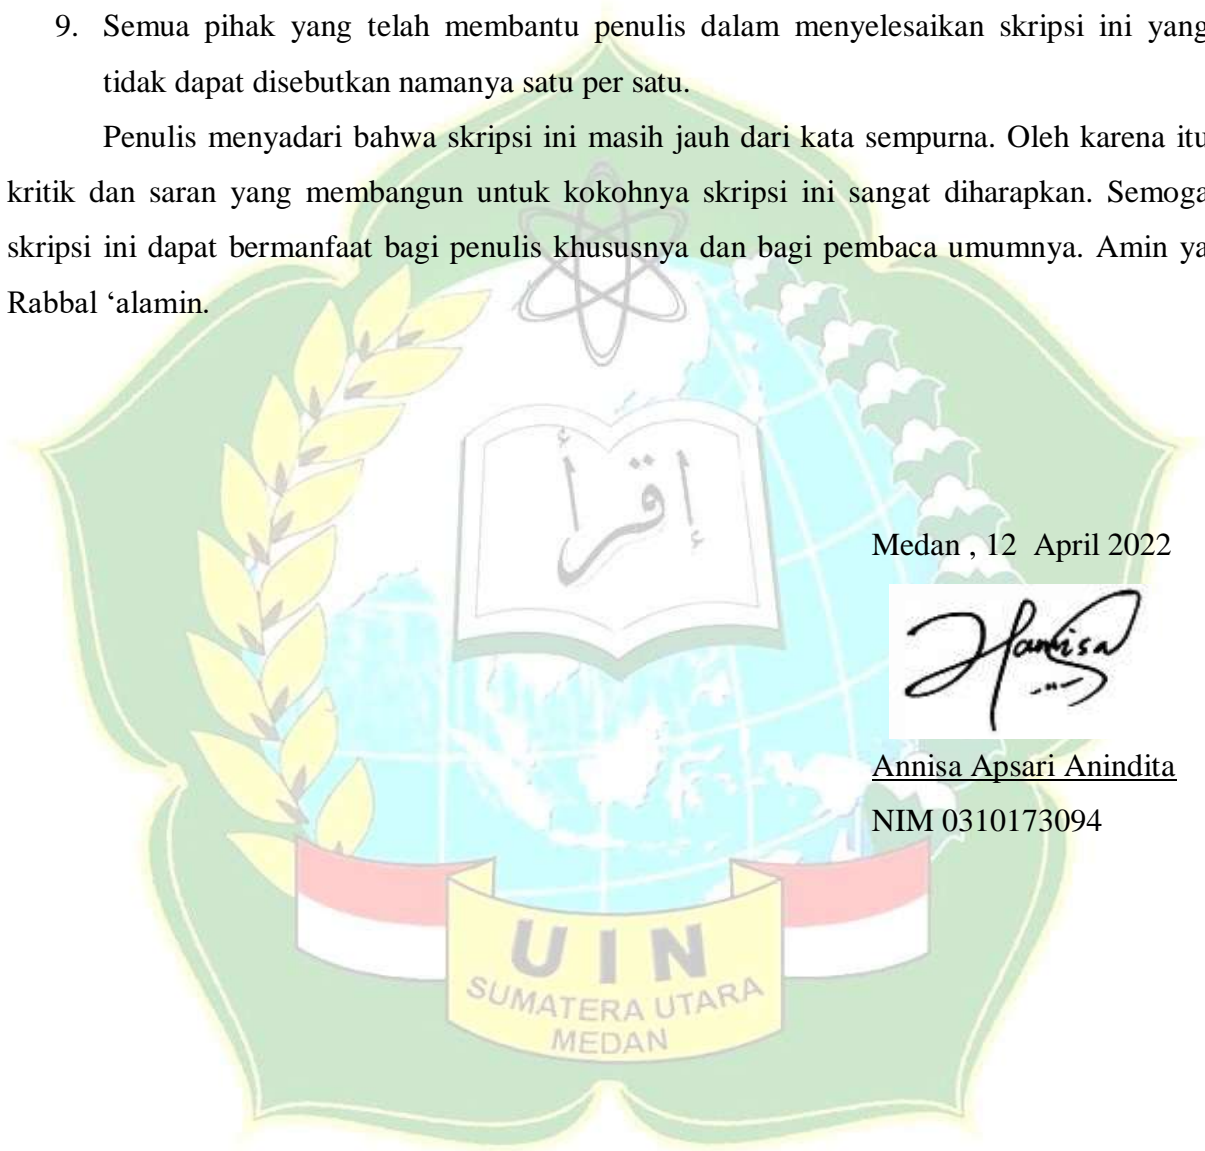 9. Semua pihak yang telah membantu penulis dalam menyelesaikan skripsi ini yang
tidak dapat disebutkan namanya satu per satu.
Penulis menyadari bahwa skripsi ini masih jauh dari kata sempurna. Oleh karena itu
kritik dan saran yang membangun untuk kokohnya skripsi ini sangat diharapkan. Semoga
skripsi ini dapat bermanfaat bagi penulis khususnya dan bagi pembaca umumnya. Amin ya
Rabbal ‘alamin.
إقرأ
Medan , 12 April 2022
Hannisa
Annisa Apsari Anindita
NIM 0310173094
UIN
SUMATERA UTARA
MEDAN